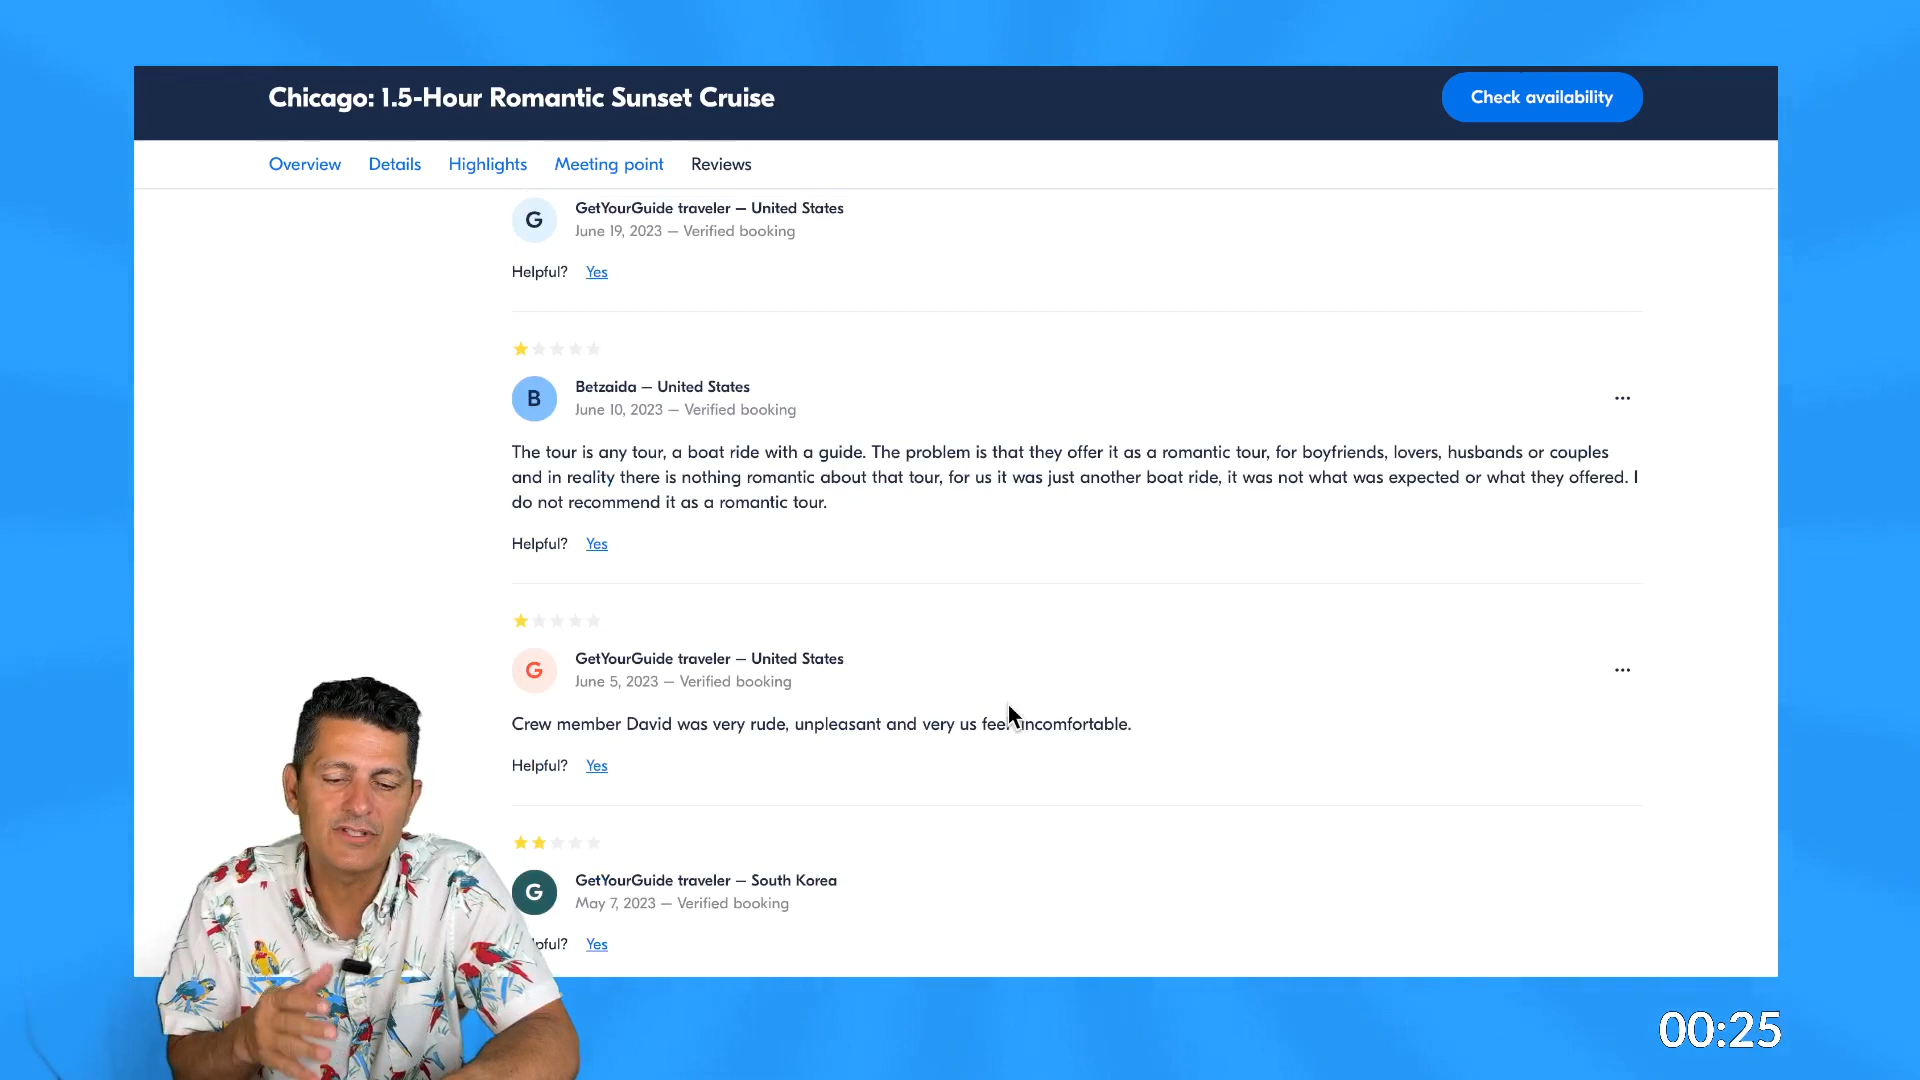 Chicago: 1.5-Hour Romantic Sunset Cruise
Check availability
Overview Details Highlights Meeting point Reviews
G
GetYourGuide traveler – United States
June 19, 2023 – Verified booking
Helpful? Yes
B
Betzaida – United States
June 10, 2023 – Verified booking
The tour is any tour, a boat ride with a guide. The problem is that they offer it as a romantic tour, for boyfriends, lovers, husbands or couples
and in reality there is nothing romantic about that tour, for us it was just another boat ride, it was not what was expected or what they offered. I
do not recommend it as a romantic tour.
Helpful? Yes
G
GetYourGuide traveler – United States
June 5, 2023 – Verified booking
Crew member David was very rude, unpleasant and very us feel uncomfortable.
Helpful? Yes
G
GetYourGuide traveler – South Korea
May 7, 2023 – Verified booking
Yes
00:25